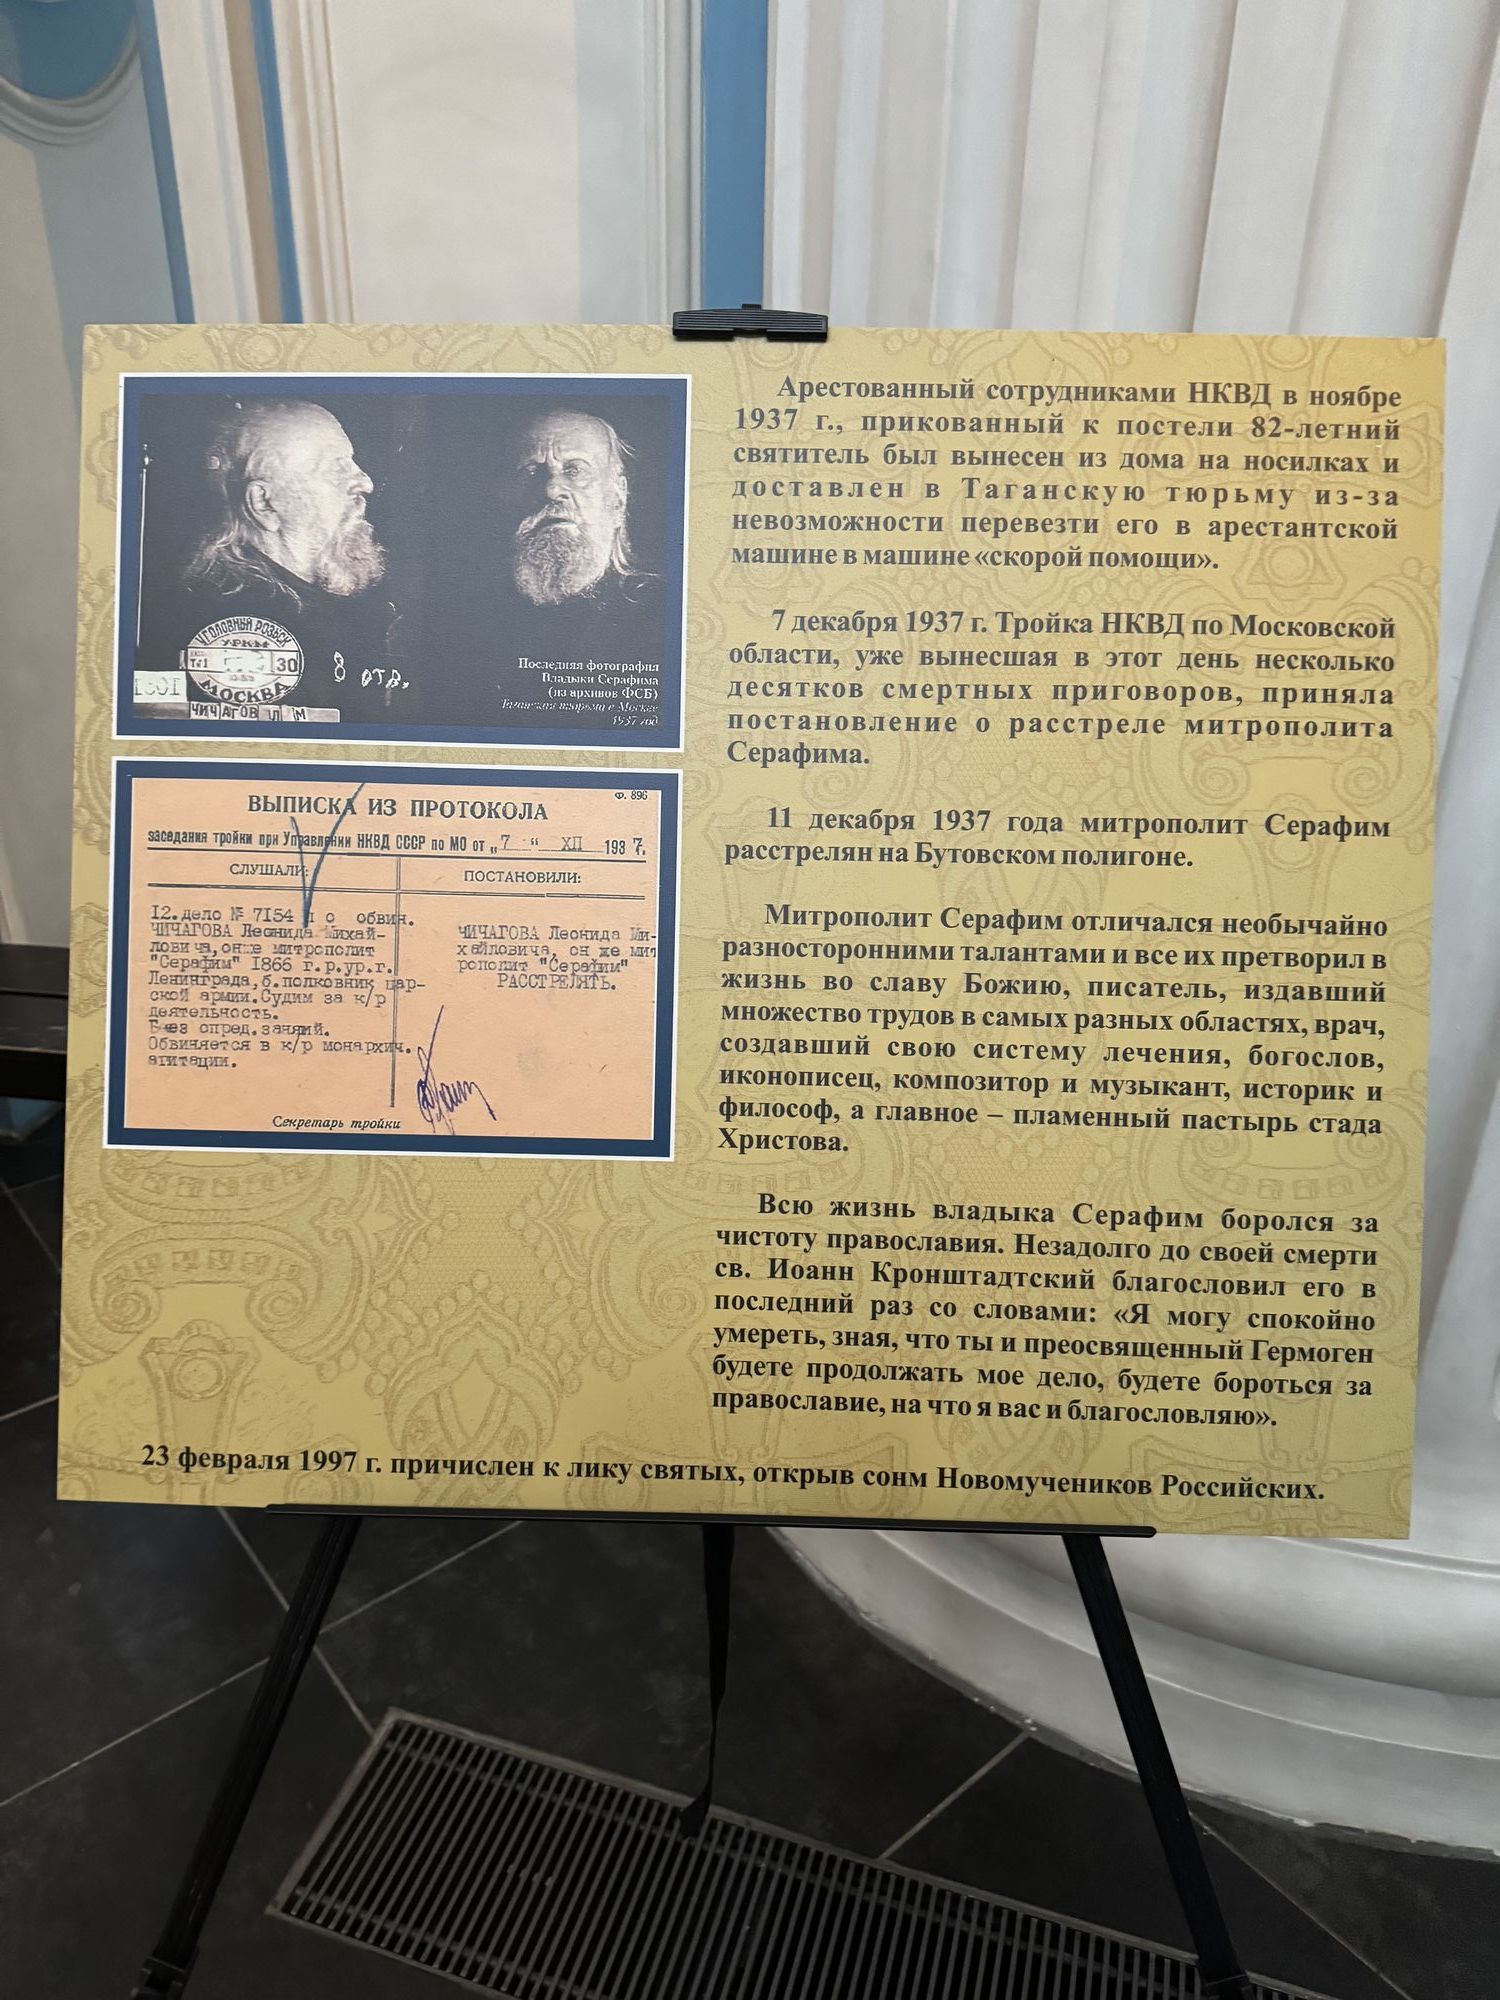 УГОЛОВНЫЙ РОЗЫСК
УРКМ
30
МОСКВА
ЧИЧАГОВ Л М
8 отв.
Последняя фотография
Владыки Серафима
(из архивов ФСБ)
Таганская тюрьма г. Москве
1937 год
Ф. 896
ВЫПИСКА ИЗ ПРОТОКОЛА
заседания тройки при Управлении НКВД СССР по МО от „ 7 “ XII 1937.
СЛУШАЛИ:
12. дело № 7154 п о обвин.
ЧИЧАГОВА Леонида Михай-
ловича, он же митрополит
"Серафим" 1866 г.р. ур. г.
Ленинграда, б. полковник цар-
ской армии. Судим за к/р
деятельность.
Без опред. занятий.
Обвиняется в к/р монархич.
агитации.
ПОСТАНОВИЛИ:
ЧИЧАГОВА Леонида Ми-
хайловича, он же мит
рополит "Серафим"
РАССТРЕЛЯТЬ.
Секретарь тройки
Арестованный сотрудниками НКВД в ноябре
1937 г., прикованный к постели 82-летний
святитель был вынесен из дома на носилках и
доставлен в Таганскую тюрьму из-за
невозможности перевезти его в арестантской
машине в машине «скорой помощи».
7 декабря 1937 г. Тройка НКВД по Московской
области, уже вынесшая в этот день несколько
десятков смертных приговоров, приняла
постановление о расстреле митрополита
Серафима.
11 декабря 1937 года митрополит Серафим
расстрелян на Бутовском полигоне.
Митрополит Серафим отличался необычайно
разносторонними талантами и все их претворил в
жизнь во славу Божию, писатель, издавший
множество трудов в самых разных областях, врач,
создавший свою систему лечения, богослов,
иконописец, композитор и музыкант, историк и
философ, а главное – пламенный пастырь стада
Христова.
Всю жизнь владыка Серафим боролся за
чистоту православия. Незадолго до своей смерти
св. Иоанн Кронштадтский благословил его в
последний раз со словами: «Я могу спокойно
умереть, зная, что ты и преосвященный Гермоген
будете продолжать мое дело, будете бороться за
православие, на что я вас и благословляю».
23 февраля 1997 г. причислен к лику святых, открыв сонм Новомучеников Российских.